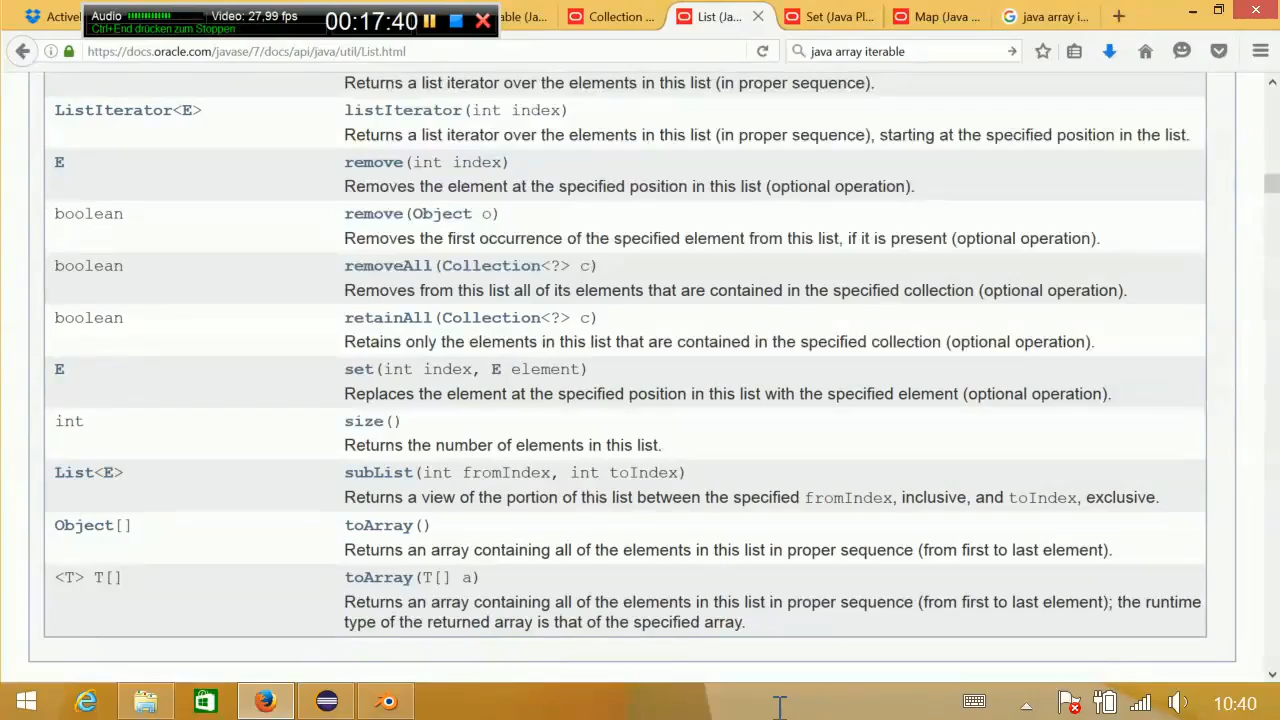 Activel
Audio
Video: 27,99 fps
Ctrl+End drücken zum Stoppen
00:17:40
ble (Ja...
Collection ...
List (Ja...
Set (Java Pl...
Map (Java ...
java array i...
https://docs.oracle.com/javase/7/docs/api/java/util/List.html
java array iterable
Returns a list iterator over the elements in this list (in proper sequence).
ListIterator<E> listIterator(int index)
Returns a list iterator over the elements in this list (in proper sequence), starting at the specified position in the list.
E remove(int index)
Removes the element at the specified position in this list (optional operation).
boolean remove(Object o)
Removes the first occurrence of the specified element from this list, if it is present (optional operation).
boolean removeAll(Collection<?> c)
Removes from this list all of its elements that are contained in the specified collection (optional operation).
boolean retainAll(Collection<?> c)
Retains only the elements in this list that are contained in the specified collection (optional operation).
E set(int index, E element)
Replaces the element at the specified position in this list with the specified element (optional operation).
int size()
Returns the number of elements in this list.
List<E> subList(int fromIndex, int toIndex)
Returns a view of the portion of this list between the specified fromIndex, inclusive, and toIndex, exclusive.
Object[] toArray()
Returns an array containing all of the elements in this list in proper sequence (from first to last element).
<T> T[] toArray(T[] a)
Returns an array containing all of the elements in this list in proper sequence (from first to last element); the runtime
type of the returned array is that of the specified array.
10:40